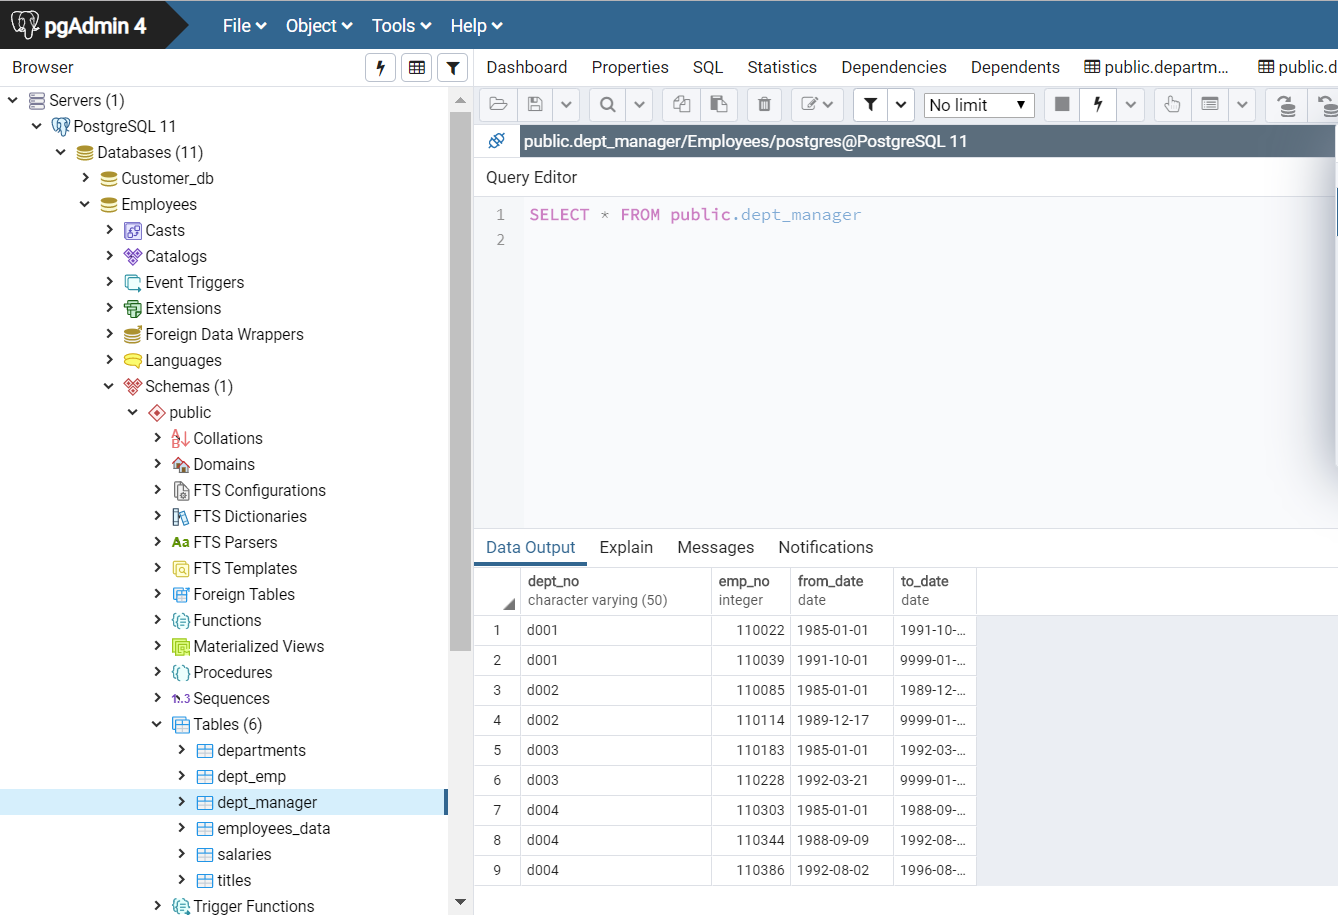 pgAdmin 4
File Object Tools Help
Browser
Dashboard Properties SQL Statistics Dependencies Dependents public.departm... public.d
Servers (1)
PostgreSQL 11
Databases (11)
Customer_db
Employees
Casts
Catalogs
Event Triggers
Extensions
Foreign Data Wrappers
Languages
Schemas (1)
public
Collations
Domains
FTS Configurations
FTS Dictionaries
Aa FTS Parsers
FTS Templates
Foreign Tables
Functions
Materialized Views
Procedures
1..3 Sequences
Tables (6)
departments
dept_emp
dept_manager
employees_data
salaries
titles
Trigger Functions
No limit
public.dept_manager/Employees/postgres@PostgreSQL 11
Query Editor
1 SELECT * FROM public.dept_manager
2
Data Output Explain Messages Notifications
dept_no emp_no from_date to_date
character varying (50) integer date date
1 d001 110022 1985-01-01 1991-10-...
2 d001 110039 1991-10-01 9999-01-...
3 d002 110085 1985-01-01 1989-12-...
4 d002 110114 1989-12-17 9999-01-...
5 d003 110183 1985-01-01 1992-03-...
6 d003 110228 1992-03-21 9999-01-...
7 d004 110303 1985-01-01 1988-09-...
8 d004 110344 1988-09-09 1992-08-...
9 d004 110386 1992-08-02 1996-08-...